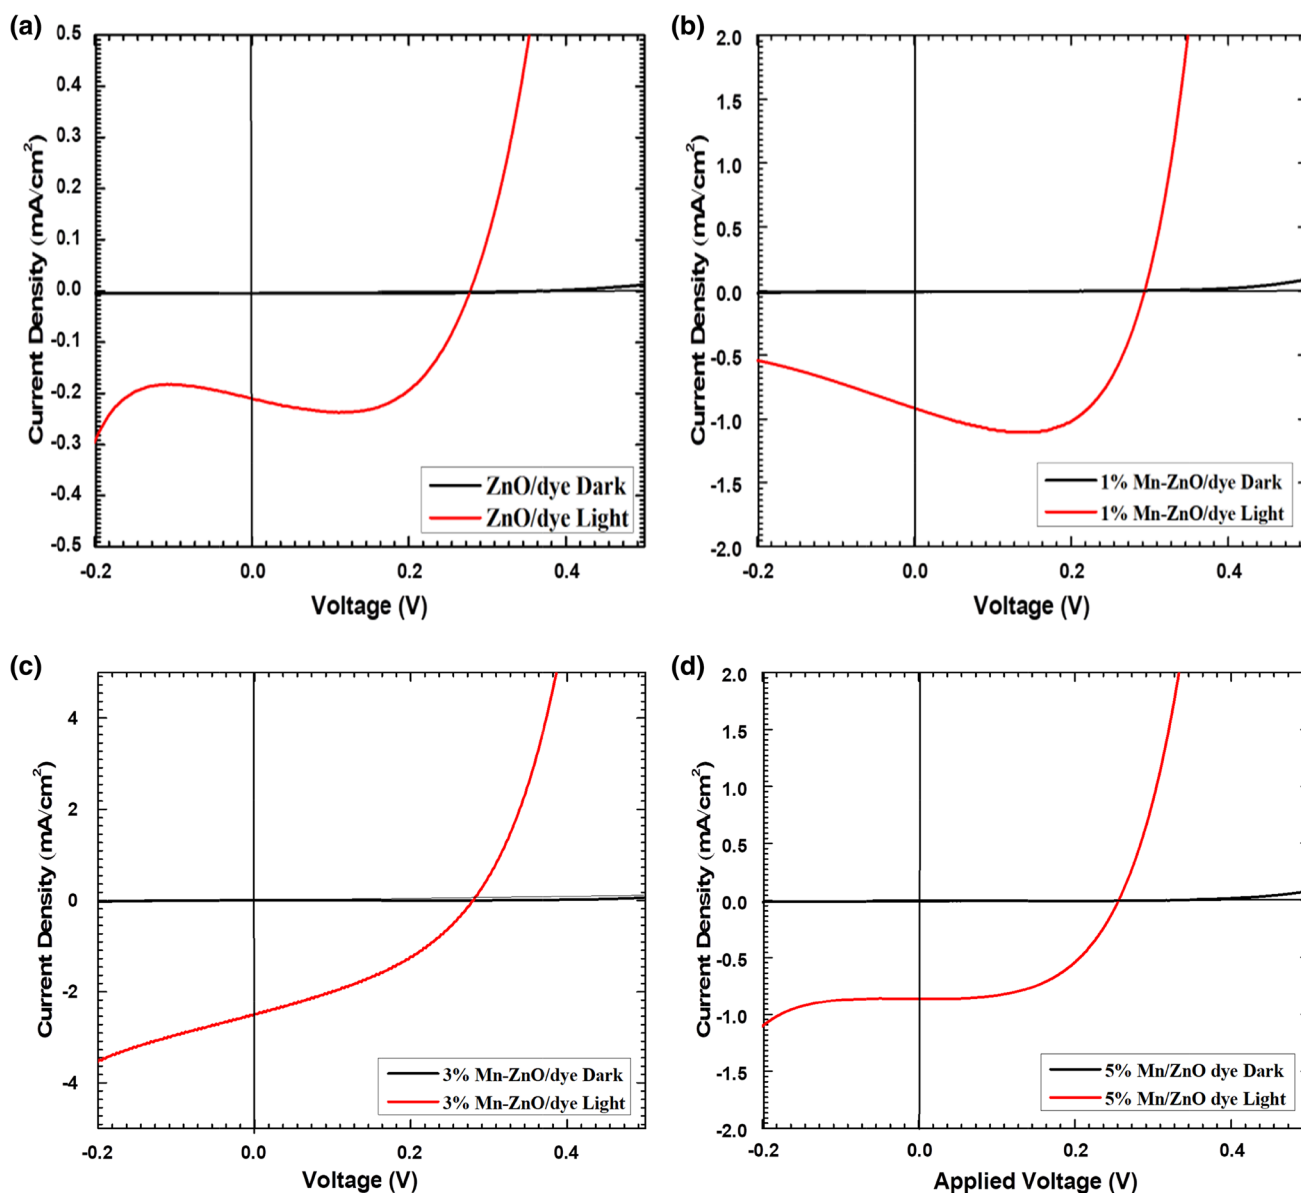 (a)
0.5
0.4
0.3
0.2
0.1
0.0
-0.1
-0.2
-0.3
-0.4
-0.5
Current Density (mA/cm²)
ZnO/dye Dark
ZnO/dye Light
-0.2 0.0 0.2 0.4
Voltage (V)
(b)
2.0
1.5
1.0
0.5
0.0
-0.5
-1.0
-1.5
-2.0
Current Density (mA/cm²)
1% Mn-ZnO/dye Dark
1% Mn-ZnO/dye Light
-0.2 0.0 0.2 0.4
Voltage (V)
(c)
4
2
0
-2
-4
Current Density (mA/cm²)
3% Mn-ZnO/dye Dark
3% Mn-ZnO/dye Light
-0.2 0.0 0.2 0.4
Voltage (V)
(d)
2.0
1.5
1.0
0.5
0.0
-0.5
-1.0
-1.5
-2.0
Current Density (mA/cm²)
5% Mn/ZnO dye Dark
5% Mn/ZnO dye Light
-0.2 0.0 0.2 0.4
Applied Voltage (V)